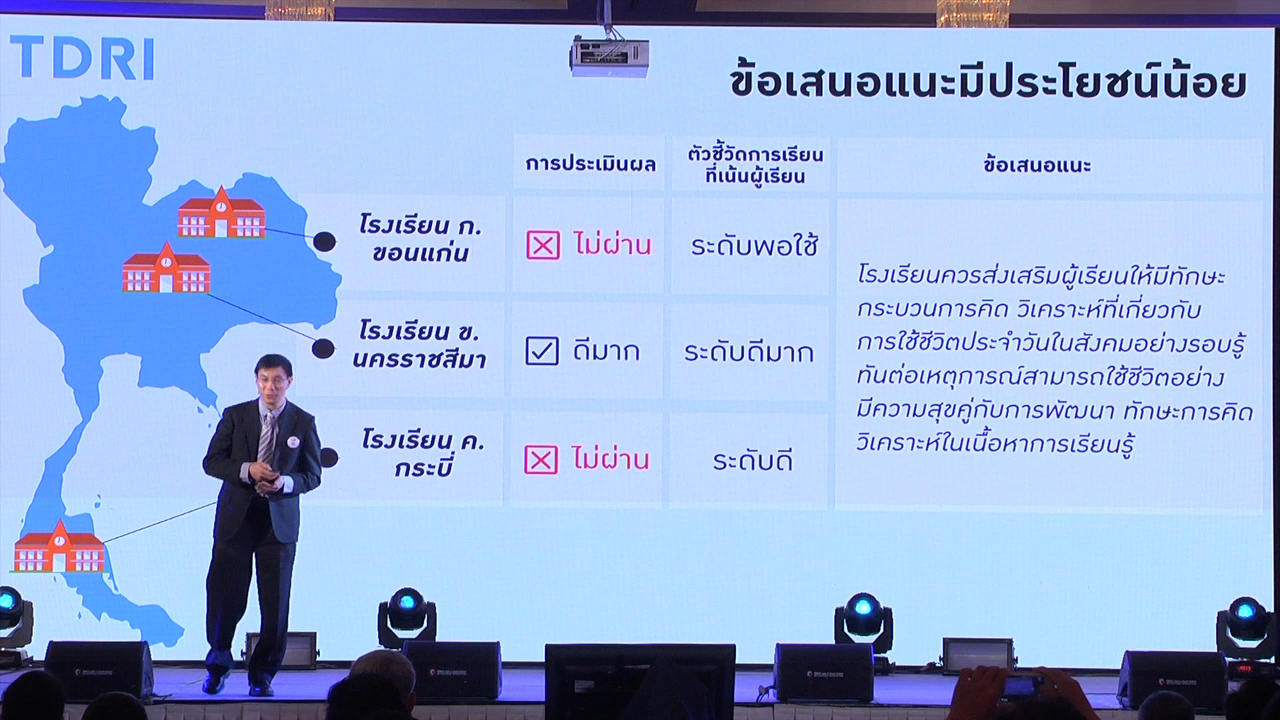 TDRI
ข้อเสนอแนะมีประโยชน์น้อย
การประเมินผล
ตัวชี้วัดการเรียน
ที่เน้นผู้เรียน
ข้อเสนอแนะ
โรงเรียน ก.
ขอนแก่น
ไม่ผ่าน
ระดับพอใช้
โรงเรียน ข.
นครราชสีมา
ดีมาก
ระดับดีมาก
โรงเรียน ค.
กระบี่
ไม่ผ่าน
ระดับดี
โรงเรียนควรส่งเสริมผู้เรียนให้มีทักษะ
กระบวนการคิด วิเคราะห์ที่เกี่ยวกับ
การใช้ชีวิตประจำวันในสังคมอย่างรอบรู้
ทันต่อเหตุการณ์สามารถใช้ชีวิตอย่าง
มีความสุขคู่กับการพัฒนา ทักษะการคิด
วิเคราะห์ในเนื้อหาการเรียนรู้